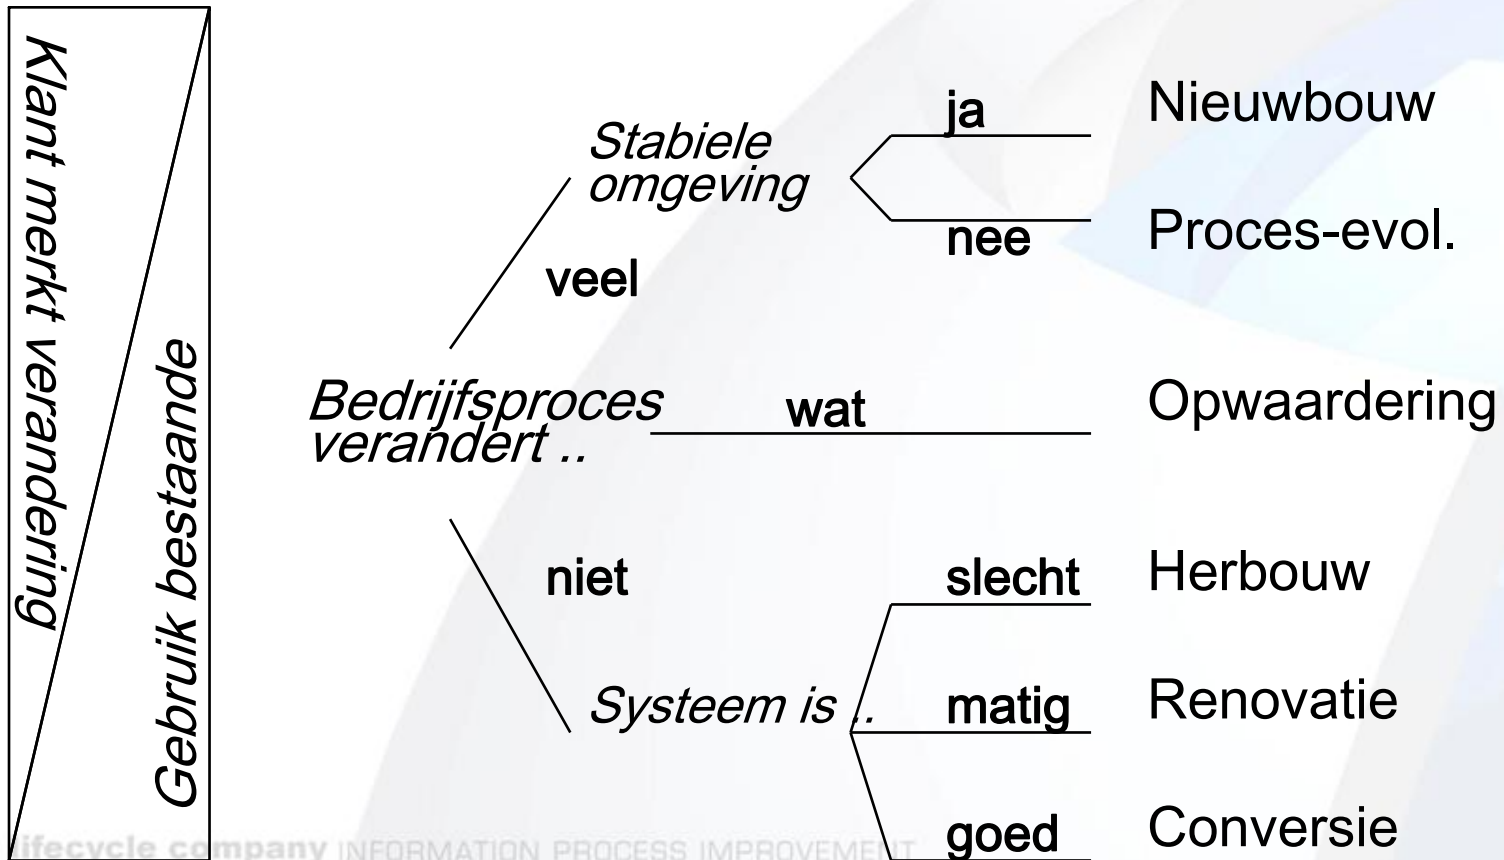 Klant merkt verandering
Gebruik bestaande
Stabiele
omgeving
ja
Nieuwbouw
nee
Proces-evol.
veel
Bedrijfsproces
verandert ..
wat
Opwaardering
niet
slecht
Herbouw
Systeem is ..
matig
Renovatie
goed
Conversie
lifecycle company INFORMATION PROCESS IMPROVEMENT